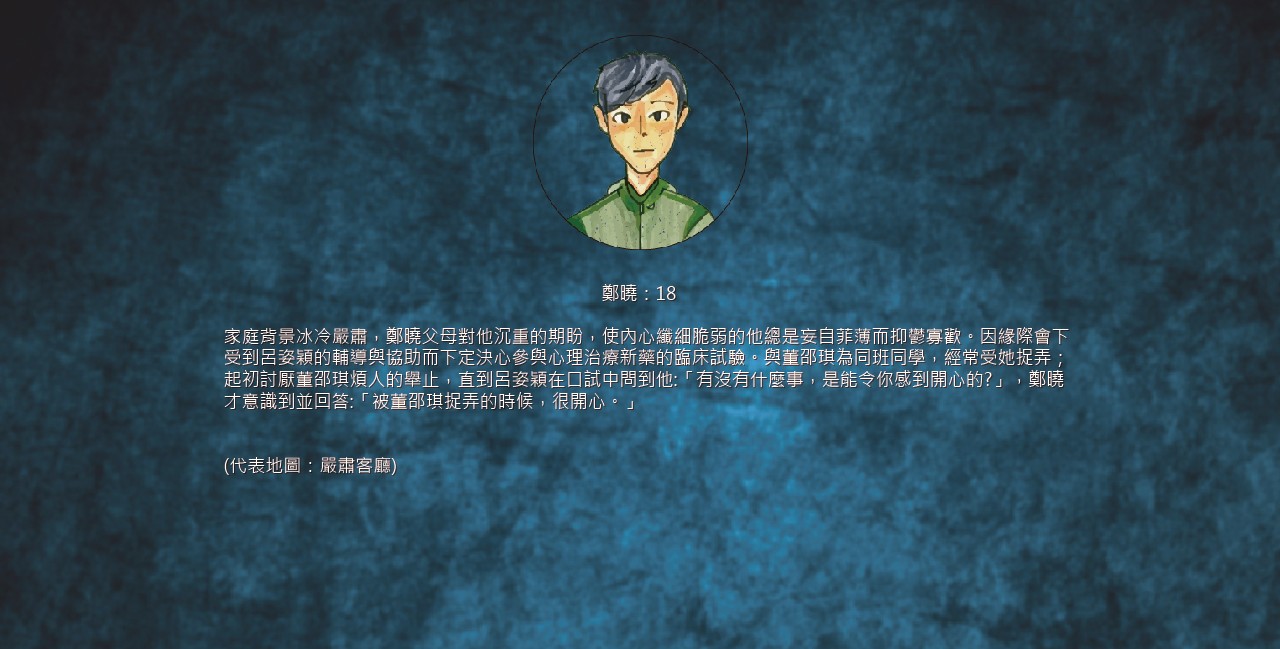 鄭曉：18
家庭背景冰冷嚴肅，鄭曉父母對他沉重的期盼，使內心纖細脆弱的他總是妄自菲薄而抑鬱寡歡。因緣際會下
受到呂姿穎的輔導與協助而下定決心參與心理治療新藥的臨床試驗。與董邵琪為同班同學，經常受她捉弄；
起初討厭董邵琪煩人的舉止，直到呂姿穎在口試中問到他:「有沒有什麼事，是能令你感到開心的?」，鄭曉
才意識到並回答:「被董邵琪捉弄的時候，很開心。」
(代表地圖：嚴肅客廳)